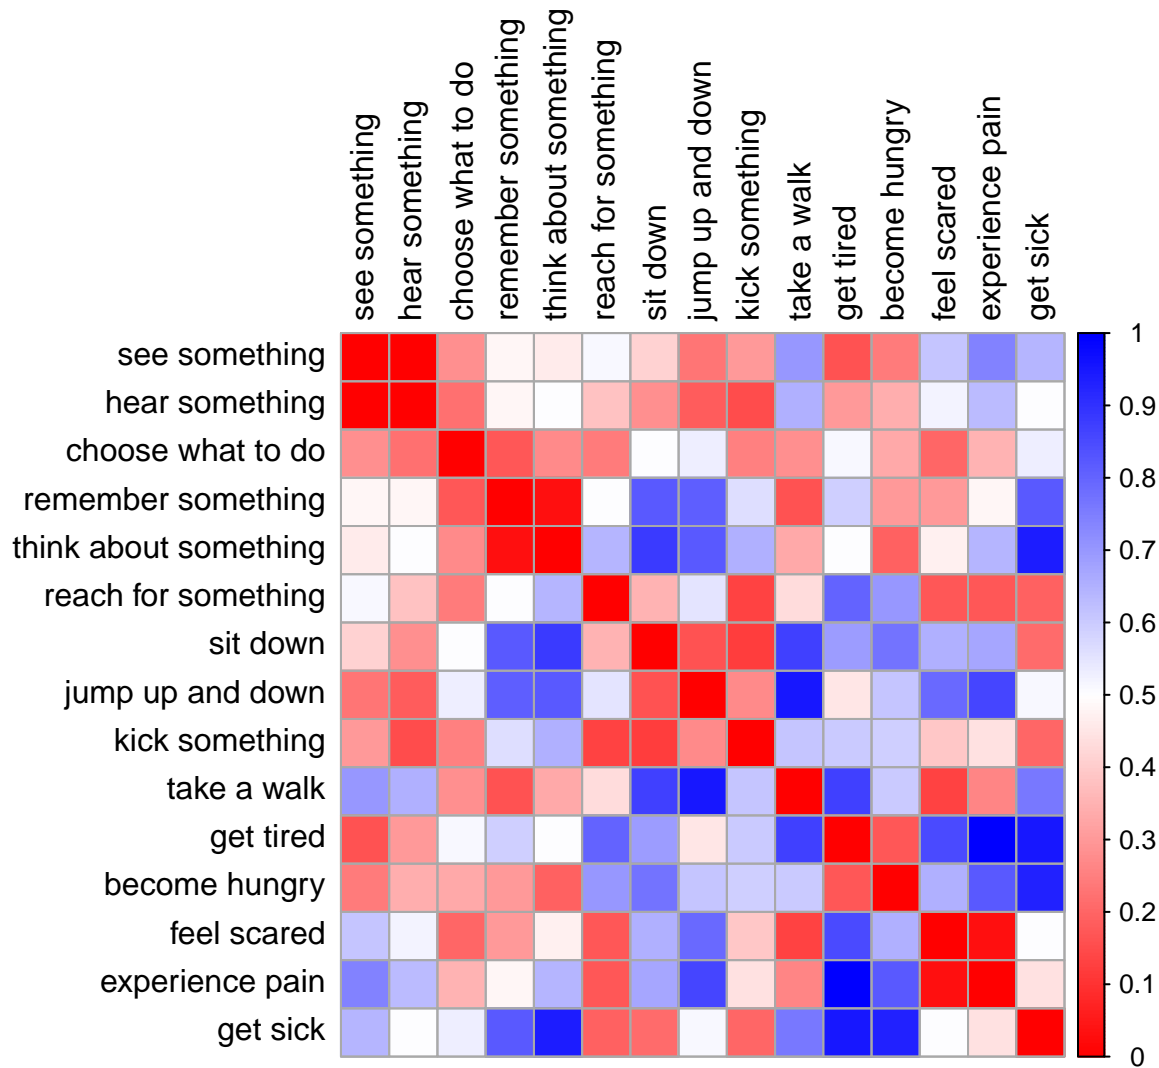 see something
hear something
choose what to do
remember something
think about something
reach for something
sit down
jump up and down
kick something
take a walk
get tired
become hungry
feel scared
experience pain
get sick
see something
hear something
choose what to do
remember something
think about something
reach for something
sit down
jump up and down
kick something
take a walk
get tired
become hungry
feel scared
experience pain
get sick
1
0.9
0.8
0.7
0.6
0.5
0.4
0.3
0.2
0.1
0